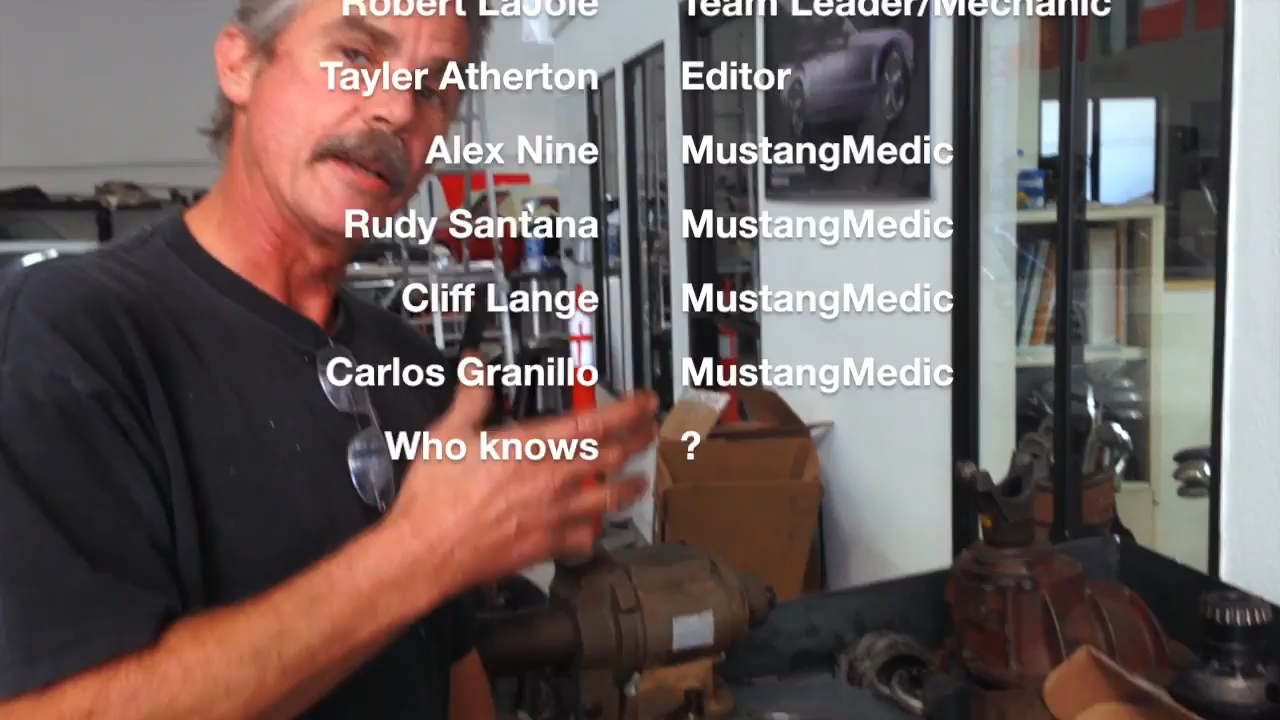 Robert LaJoie Team Leader/Mechanic
Tayler Atherton Editor
Alex Nine MustangMedic
Rudy Santana MustangMedic
Cliff Lange MustangMedic
Carlos Granillo MustangMedic
Who knows ?